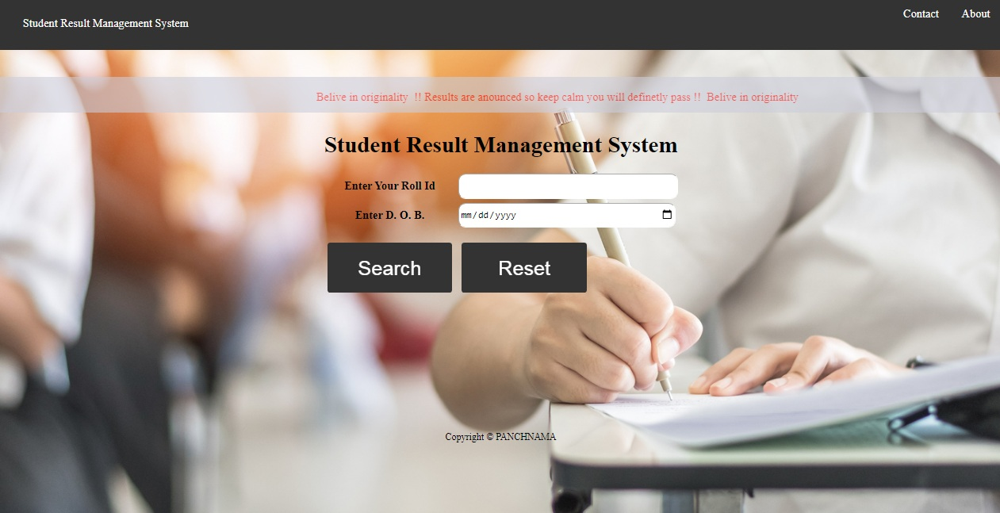 Student Result Management System
Contact About
Belive in originality !! Results are anounced so keep calm you will definetly pass !! Belive in originality
Student Result Management System
Enter Your Roll Id
Enter D. O. B. mm/dd/yyyy
Search Reset
Copyright © PANCHNAMA